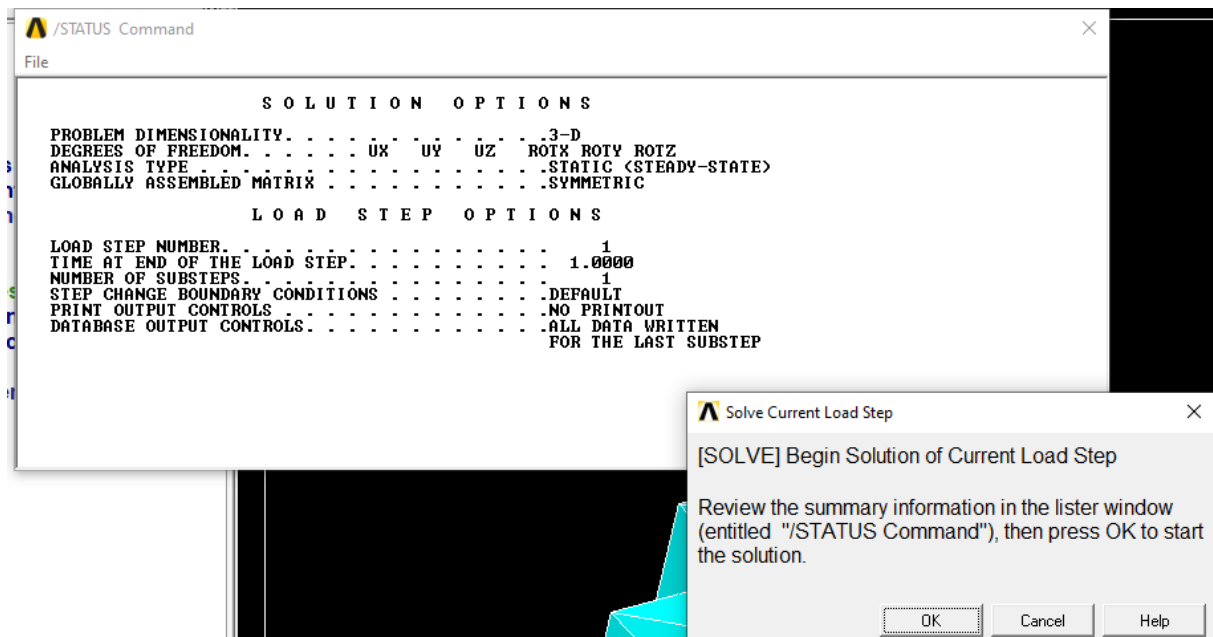 /STATUS Command
File
S O L U T I O N   O P T I O N S
PROBLEM DIMENSIONALITY. . . . . . . . . . . . .3-D
DEGREES OF FREEDOM. . . . . . UX   UY   UZ   ROTX ROTY ROTZ
ANALYSIS TYPE . . . . . . . . . . . . . . . . .STATIC (STEADY-STATE)
GLOBALLY ASSEMBLED MATRIX . . . . . . . . . . .SYMMETRIC
L O A D   S T E P   O P T I O N S
LOAD STEP NUMBER. . . . . . . . . . . . . . . .     1
TIME AT END OF THE LOAD STEP. . . . . . . . . .  1.0000
NUMBER OF SUBSTEPS. . . . . . . . . . . . . . .     1
STEP CHANGE BOUNDARY CONDITIONS . . . . . . . .DEFAULT
PRINT OUTPUT CONTROLS . . . . . . . . . . . . .NO PRINTOUT
DATABASE OUTPUT CONTROLS. . . . . . . . . . . .ALL DATA WRITTEN
FOR THE LAST SUBSTEP
Solve Current Load Step
[SOLVE] Begin Solution of Current Load Step
Review the summary information in the lister window
(entitled "/STATUS Command"), then press OK to start
the solution.
OK Cancel Help